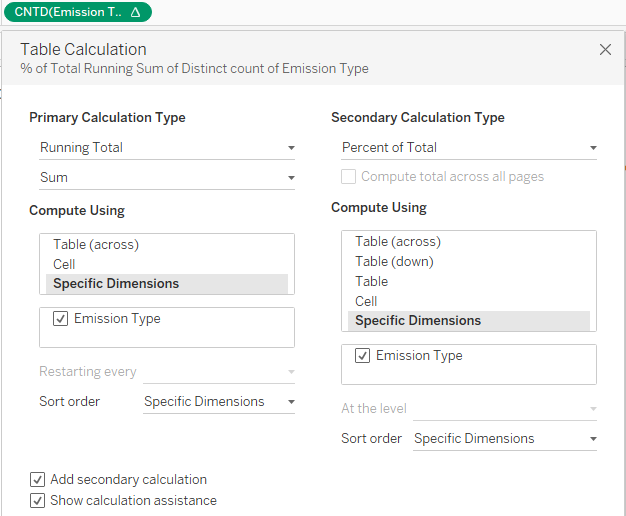 CNTD(Emission T.. Δ
Table Calculation
% of Total Running Sum of Distinct count of Emission Type
Primary Calculation Type
Running Total
Sum
Compute Using
Table (across)
Cell
Specific Dimensions
Emission Type
Restarting every
Sort order Specific Dimensions
Secondary Calculation Type
Percent of Total
Compute total across all pages
Compute Using
Table (across)
Table (down)
Table
Cell
Specific Dimensions
Emission Type
At the level
Sort order Specific Dimensions
Add secondary calculation
Show calculation assistance